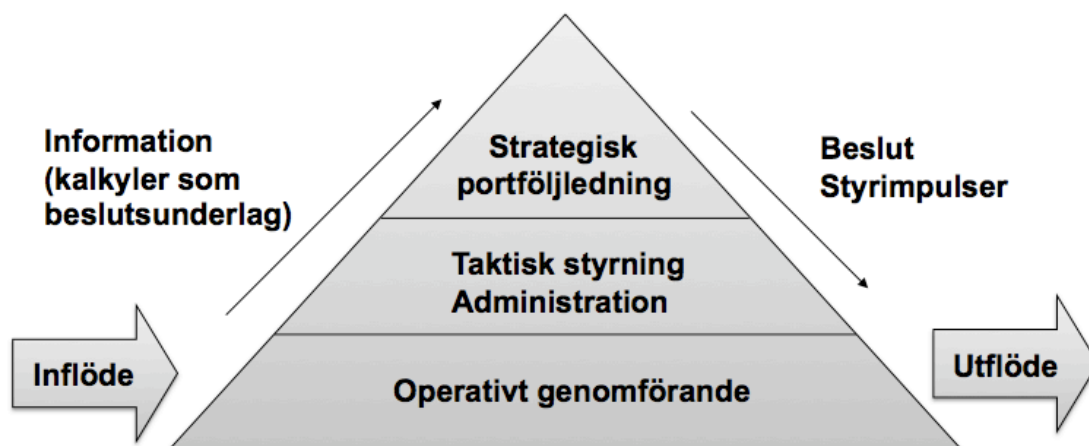 Information
(kalkyler som
beslutsunderlag)
Strategisk
portföljledning
Beslut
Styrimpulser
Taktisk styrning
Administration
Inflöde
Operativt genomförande
Utflöde